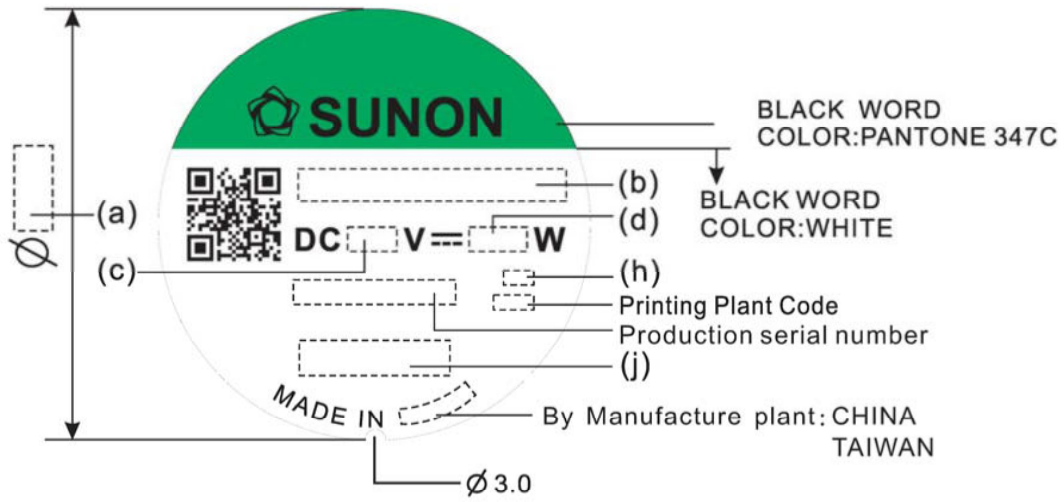 SUNON
BLACK WORD
COLOR:PANTONE 347C
(b)
BLACK WORD
COLOR:WHITE
(a)
Ø
(d)
DC V⎓ W
(c)
(h)
Printing Plant Code
Production serial number
(j)
MADE IN
By Manufacture plant: CHINA
TAIWAN
Ø3.0